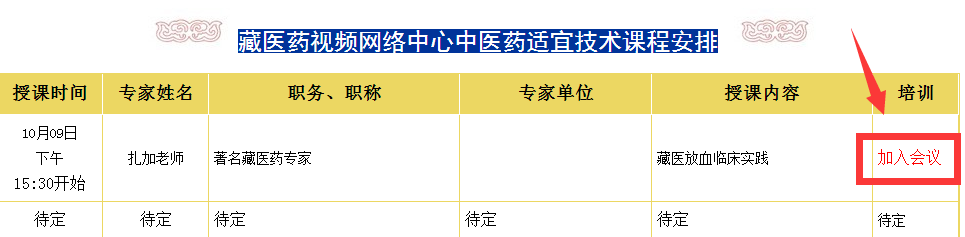 藏医药视频网络中心中医药适宜技术课程安排
授课时间 专家姓名 职务、职称 专家单位 授课内容 培训
10月09日
下午
15:30开始
扎加老师 著名藏医药专家 藏医放血临床实践 加入会议
待定 待定 待定 待定 待定 待定